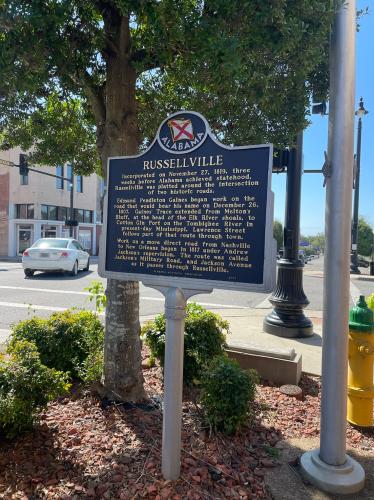 ALABAMA
RUSSELLVILLE
Incorporated on November 27, 1819, three
weeks before Alabama achieved statehood,
Russellville was platted around the intersection
of two historic roads.
Edmund Pendleton Gaines began work on the
road that would bear his name on December 26,
1807. Gaines' Trace extended from Melton's
Bluff, at the head of the Elk River shoals, to
Cotton Gin Port on the Tombigbee River in
present-day Mississippi. Lawrence Street
follows part of that route through town.
Work on a more direct road from Nashville
to New Orleans began in 1817 under Andrew
Jackson's supervision. The route was called
Jackson's Military Road, and Jackson Avenue
as it passes through Russellville.